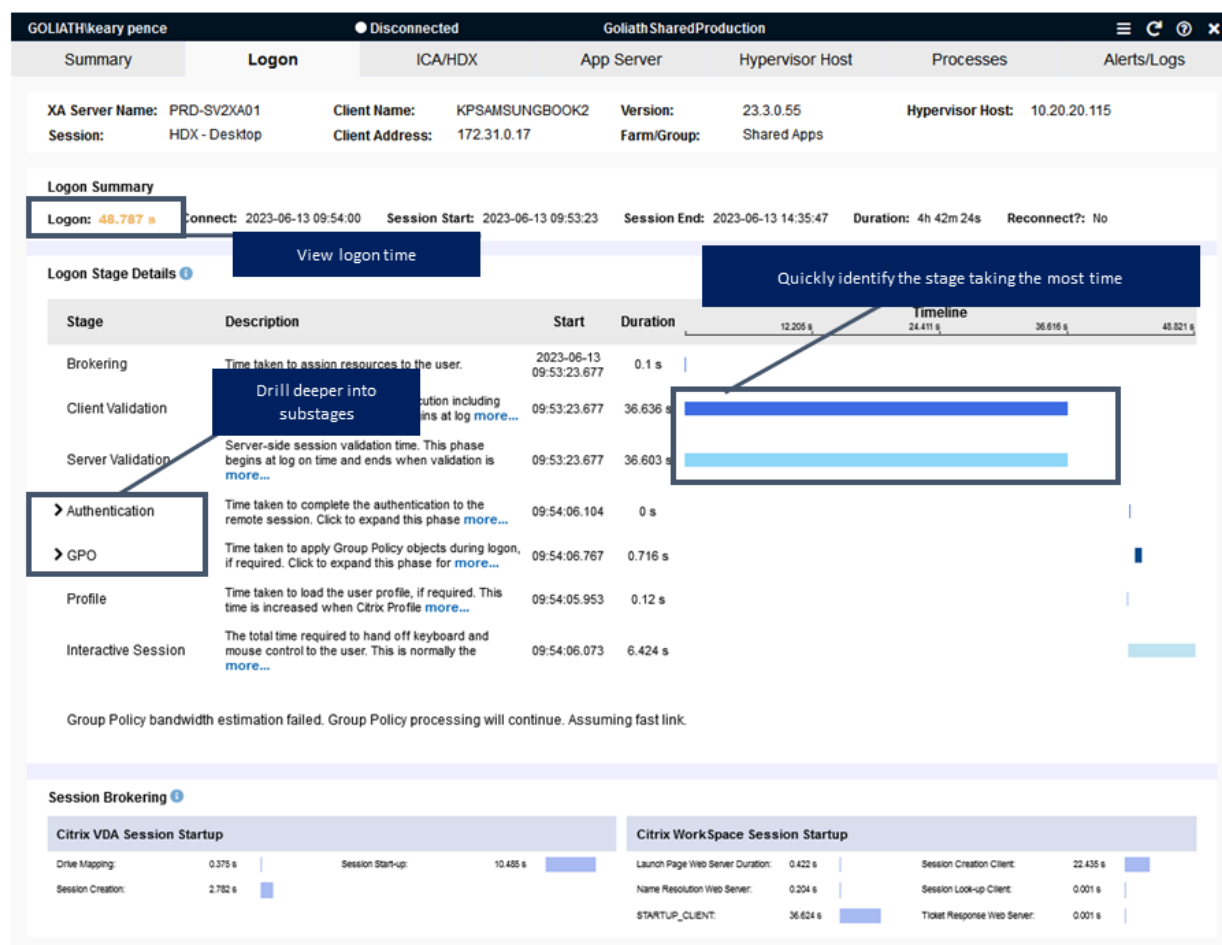 GOLIATH\keary pence Disconnected GoliathSharedProduction
Summary Logon ICA/HDX App Server Hypervisor Host Processes Alerts/Logs
XA Server Name: PRD-SV2XA01 Client Name: KPSAMSUNGBOOK2 Version: 23.3.0.55 Hypervisor Host: 10.20.20.115
Session: HDX - Desktop Client Address: 172.31.0.17 Farm/Group: Shared Apps
Logon Summary
Logon: 48.787 s Connect: 2023-06-13 09:54:00 Session Start: 2023-06-13 09:53:23 Session End: 2023-06-13 14:35:47 Duration: 4h 42m 24s Reconnect?: No
View logon time
Logon Stage Details
Quickly identify the stage taking the most time
Stage Description Start Duration Timeline
12.205 s 24.411 s 36.616 s 48.821 s
Brokering Time taken to assign resources to the user. 2023-06-13 09:53:23.677 0.1 s
Drill deeper into
substages
Client Validation cution including
ins at log more... 09:53:23.677 36.636 s
Server Validation Server-side session validation time. This phase
begins at log on time and ends when validation is 09:53:23.677 36.603 s
more...
Authentication Time taken to complete the authentication to the
remote session. Click to expand this phase more... 09:54:06.104 0 s
GPO Time taken to apply Group Policy objects during logon,
if required. Click to expand this phase for more... 09:54:06.767 0.716 s
Profile Time taken to load the user profile, if required. This
time is increased when Citrix Profile more... 09:54:05.953 0.12 s
Interactive Session The total time required to hand off keyboard and
mouse control to the user. This is normally the 09:54:06.073 6.424 s
more...
Group Policy bandwidth estimation failed. Group Policy processing will continue. Assuming fast link.
Session Brokering
Citrix VDA Session Startup Citrix WorkSpace Session Startup
Drive Mapping: 0.375 s Session Start-up: 10.485 s Launch Page Web Server Duration: 0.422 s Session Creation Client: 22.435 s
Session Creation: 2.782 s Name Resolution Web Server: 0.204 s Session Look-up Client: 0.001 s
STARTUP_CLIENT: 36.624 s Ticket Response Web Server: 0.001 s